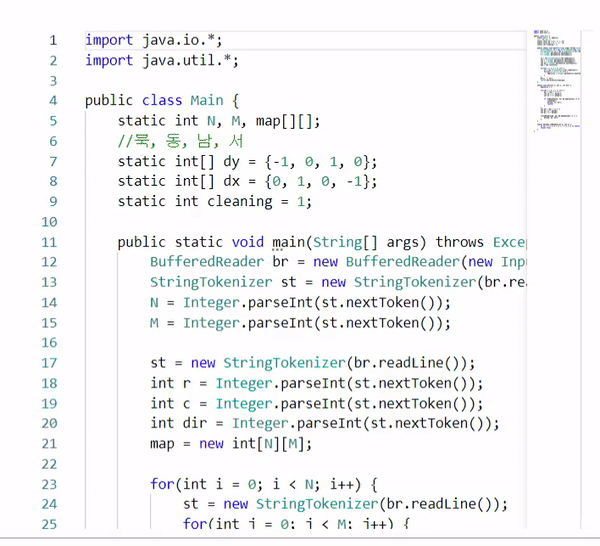 1 import java.io.*;
2 import java.util.*;
3
4 public class Main {
5 static int N, M, map[][];
6 //북, 동, 남, 서
7 static int[] dy = {-1, 0, 1, 0};
8 static int[] dx = {0, 1, 0, -1};
9 static int cleaning = 1;
10
11 public static void main(String[] args) throws Exce
12 BufferedReader br = new BufferedReader(new Inpu
13 StringTokenizer st = new StringTokenizer(br.rea
14 N = Integer.parseInt(st.nextToken());
15 M = Integer.parseInt(st.nextToken());
16
17 st = new StringTokenizer(br.readLine());
18 int r = Integer.parseInt(st.nextToken());
19 int c = Integer.parseInt(st.nextToken());
20 int dir = Integer.parseInt(st.nextToken());
21 map = new int[N][M];
22
23 for(int i = 0; i < N; i++) {
24 st = new StringTokenizer(br.readLine());
25 for(int j = 0; j < M; j++) {